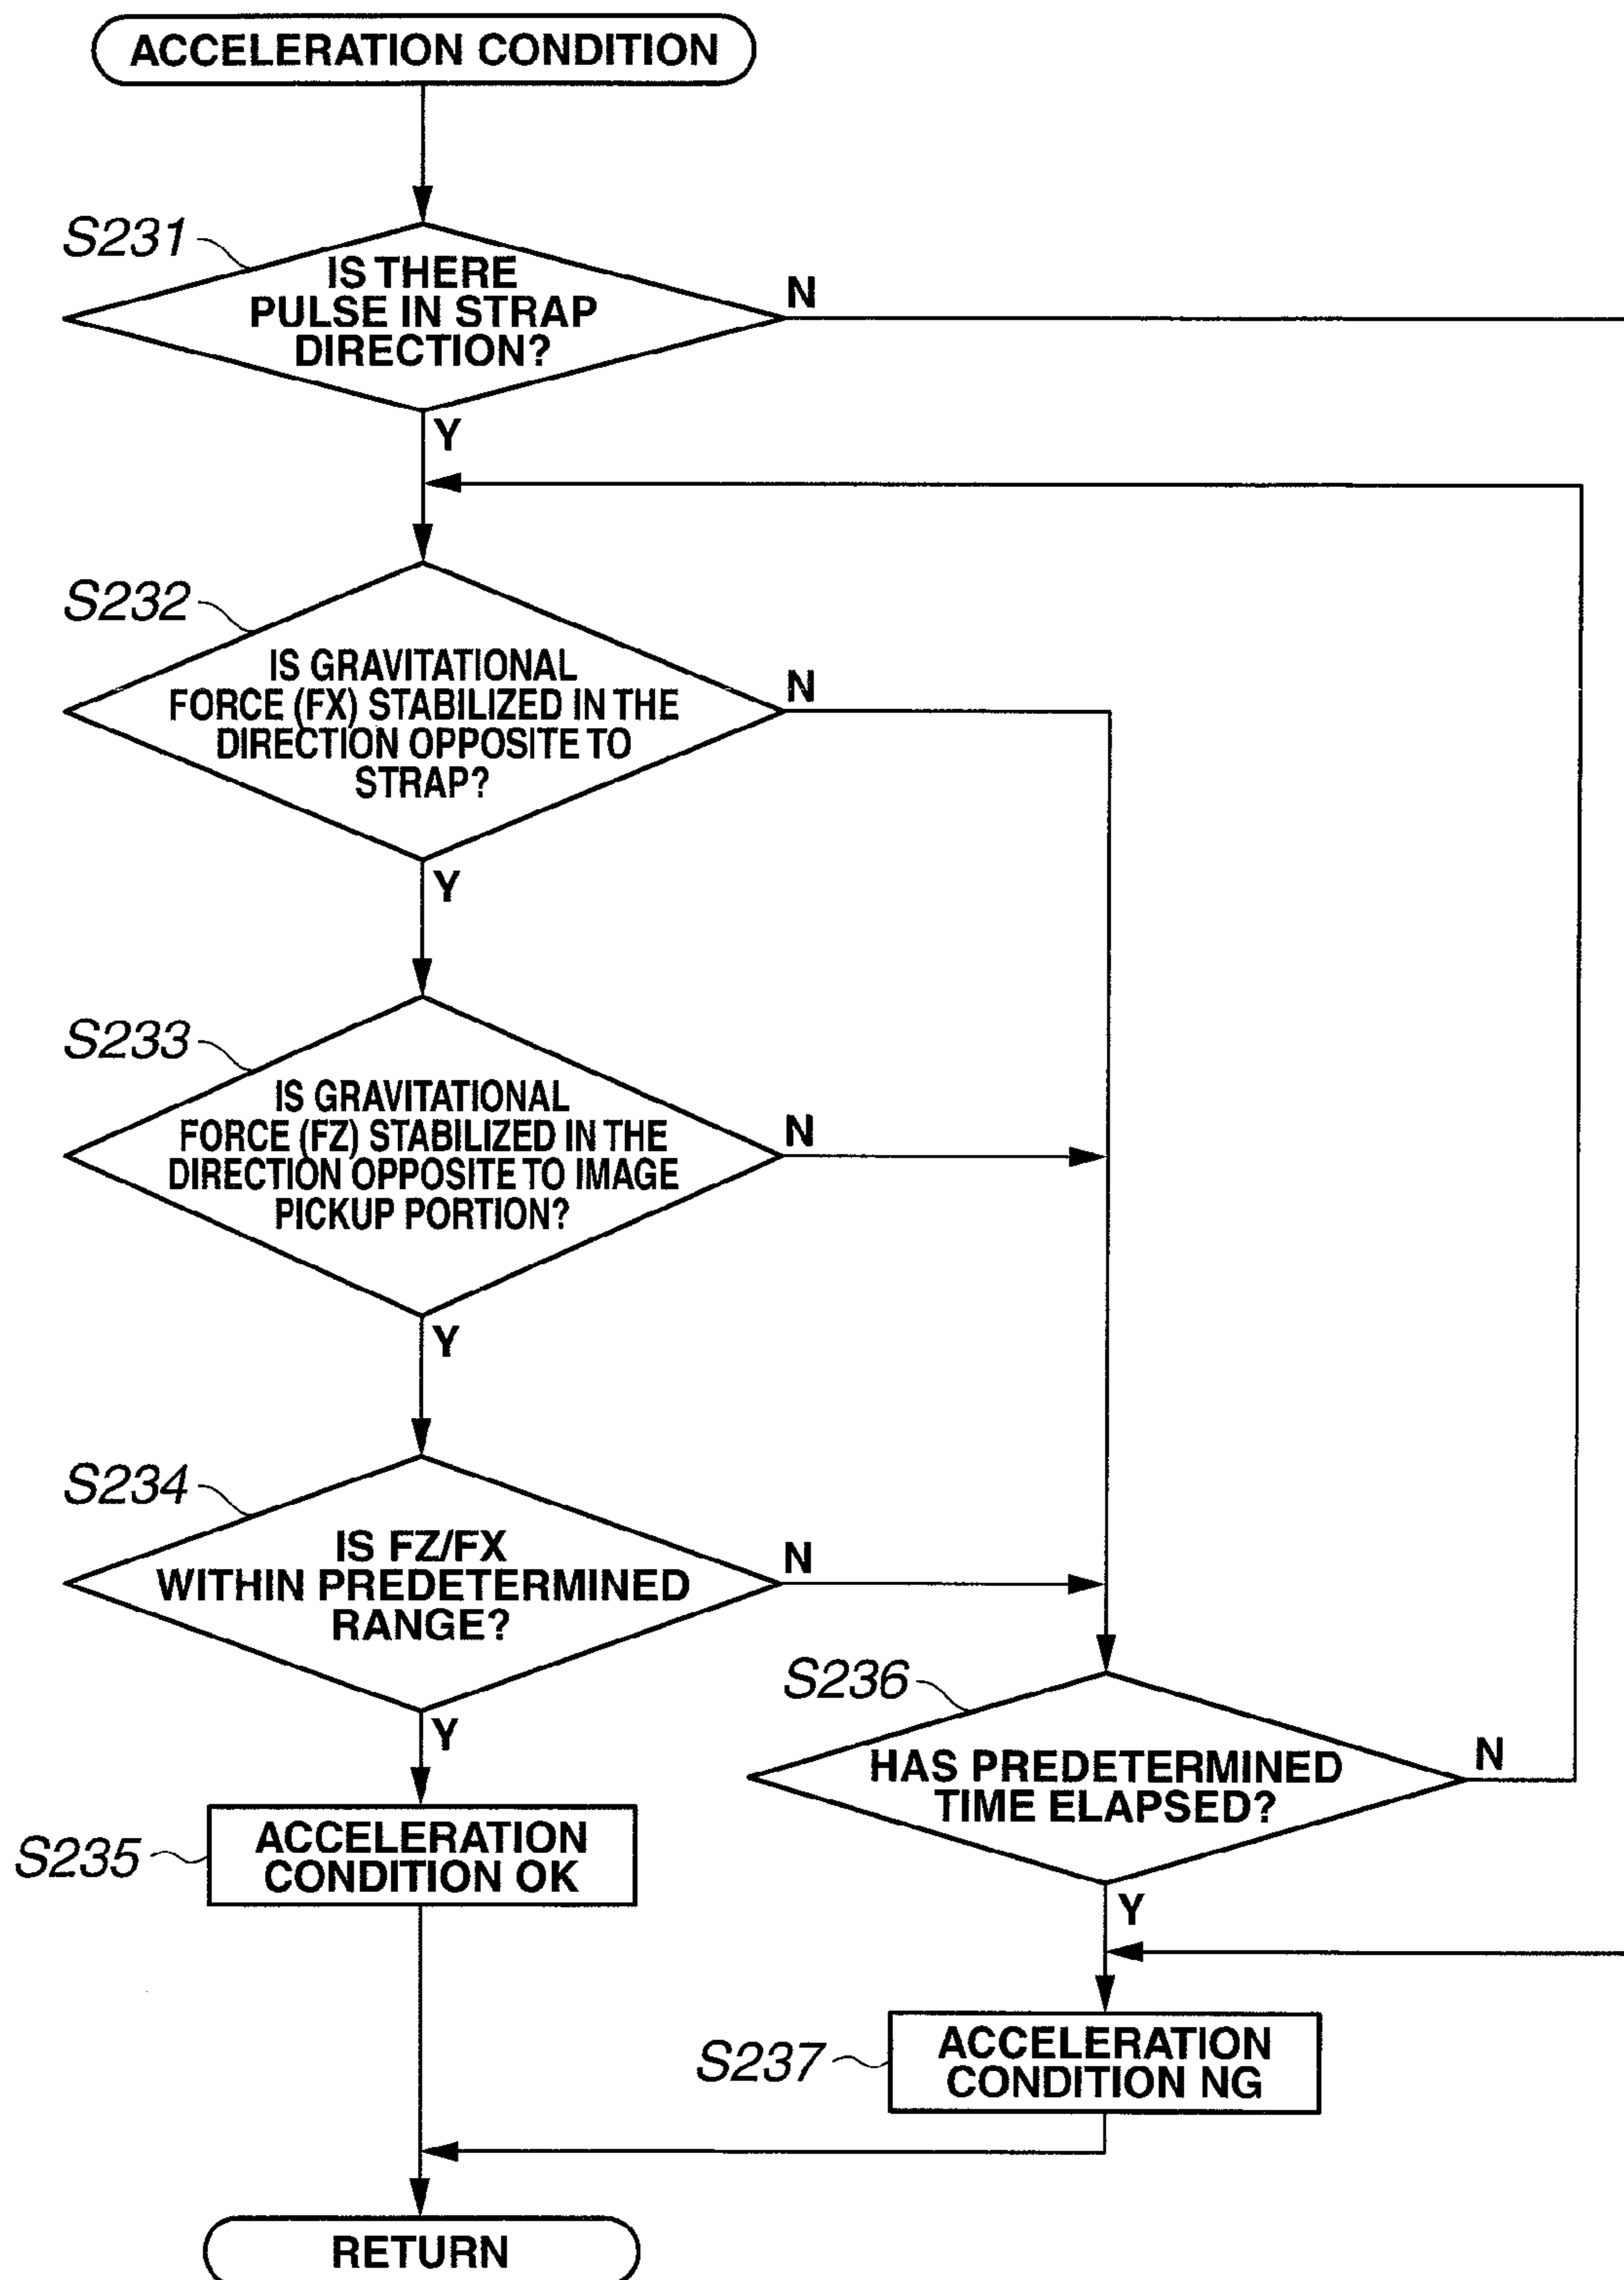 ACCELERATION CONDITION
S231
IS THERE
PULSE IN STRAP
DIRECTION?
N
Y
S232
IS GRAVITATIONAL
FORCE (FX) STABILIZED IN THE
DIRECTION OPPOSITE TO
STRAP?
N
Y
S233
IS GRAVITATIONAL
FORCE (FZ) STABILIZED IN THE
DIRECTION OPPOSITE TO IMAGE
PICKUP PORTION?
N
Y
S234
IS FZ/FX
WITHIN PREDETERMINED
RANGE?
N
Y
S235
ACCELERATION
CONDITION OK
S236
HAS PREDETERMINED
TIME ELAPSED?
N
Y
S237
ACCELERATION
CONDITION NG
RETURN